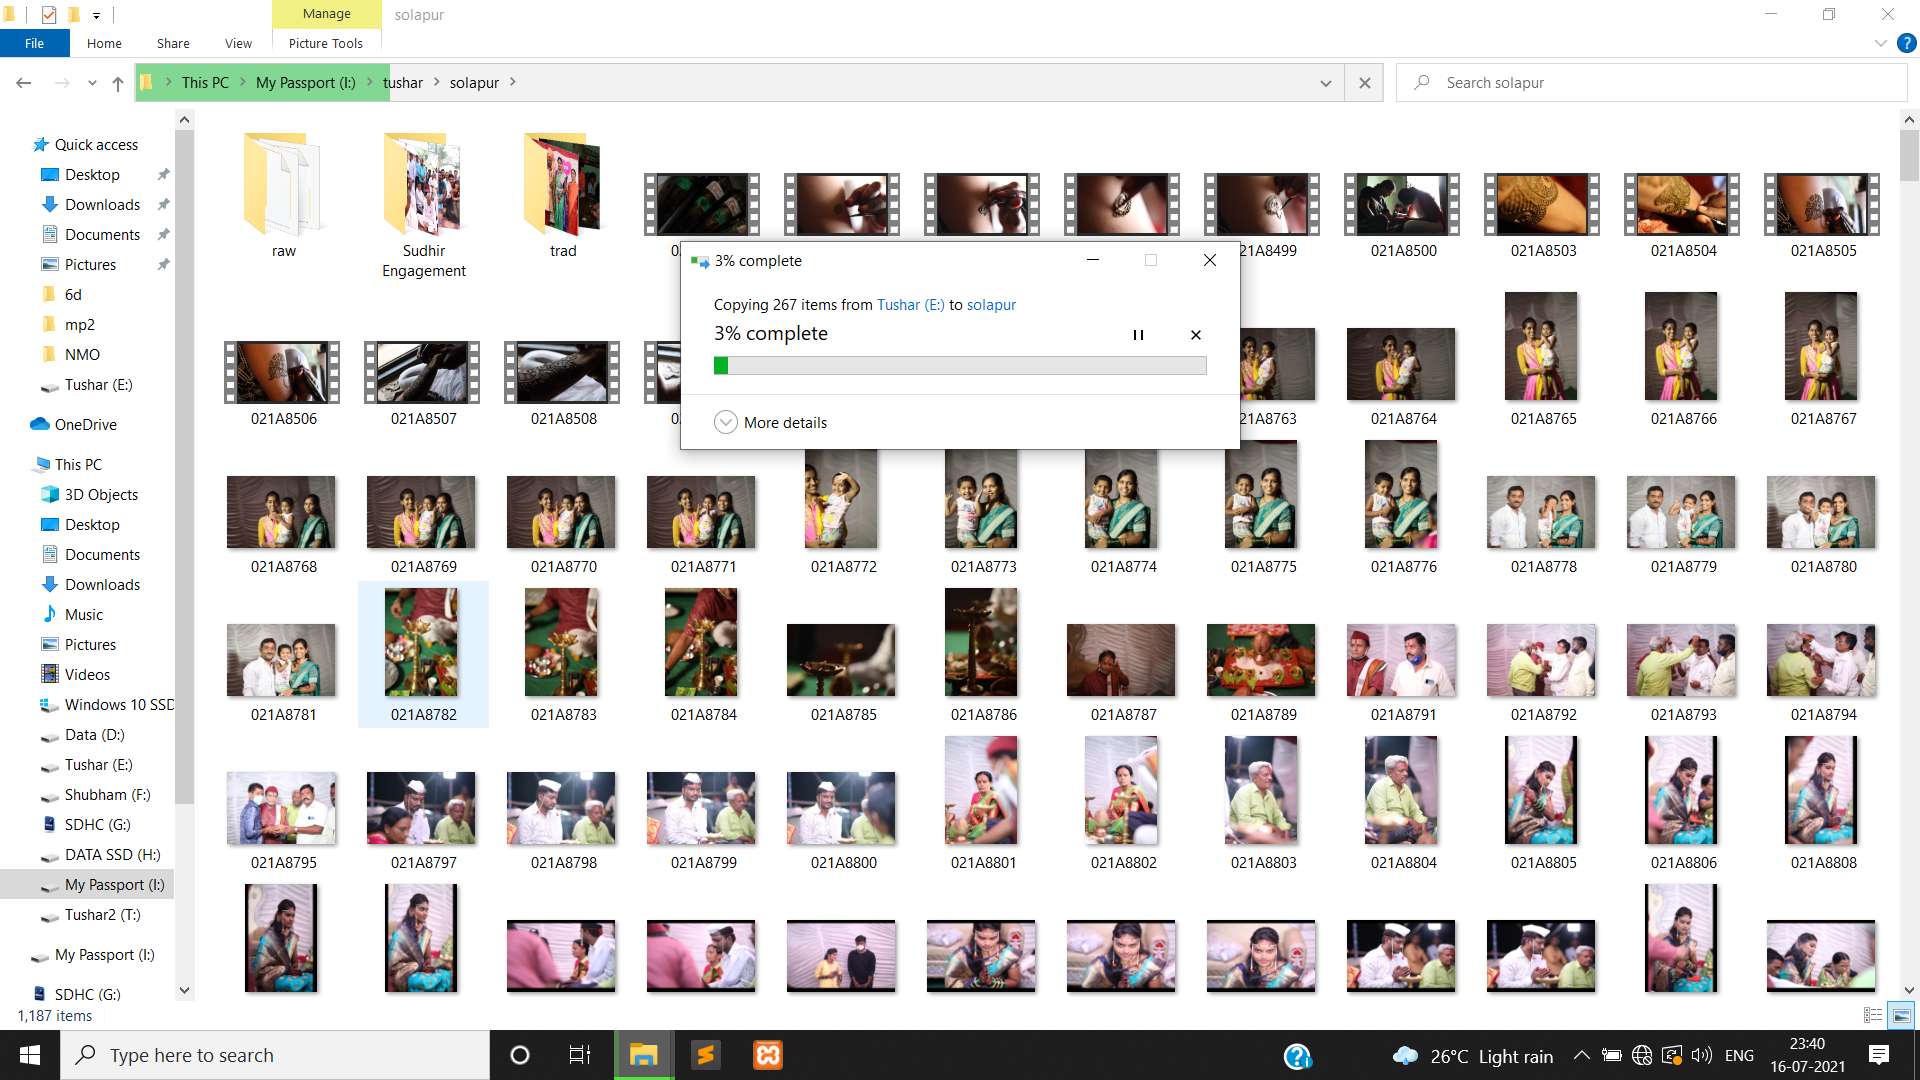 Manage
solapur
File
Home
Share
View
Picture Tools
This PC
My Passport (I:)
tushar
solapur
Search solapur
Quick access
Desktop
Downloads
Documents
Pictures
6d
mp2
NMO
Tushar (E:)
OneDrive
This PC
3D Objects
Desktop
Documents
Downloads
Music
Pictures
Videos
Windows 10 SSD
Data (D:)
Tushar (E:)
Shubham (F:)
SDHC (G:)
DATA SSD (H:)
My Passport (I:)
Tushar2 (T:)
My Passport (I:)
SDHC (G:)
raw
Sudhir
Engagement
trad
021A8500
021A8503
021A8504
021A8505
3% complete
Copying 267 items from Tushar (E:) to solapur
3% complete
More details
021A8506
021A8507
021A8508
021A8764
021A8765
021A8766
021A8767
021A8768
021A8769
021A8770
021A8771
021A8772
021A8773
021A8774
021A8775
021A8776
021A8778
021A8779
021A8780
021A8781
021A8782
021A8783
021A8784
021A8785
021A8786
021A8787
021A8789
021A8791
021A8792
021A8793
021A8794
021A8795
021A8797
021A8798
021A8799
021A8800
021A8801
021A8802
021A8803
021A8804
021A8805
021A8806
021A8808
1,187 items
Type here to search
26°C Light rain
ENG
23:40
16-07-2021